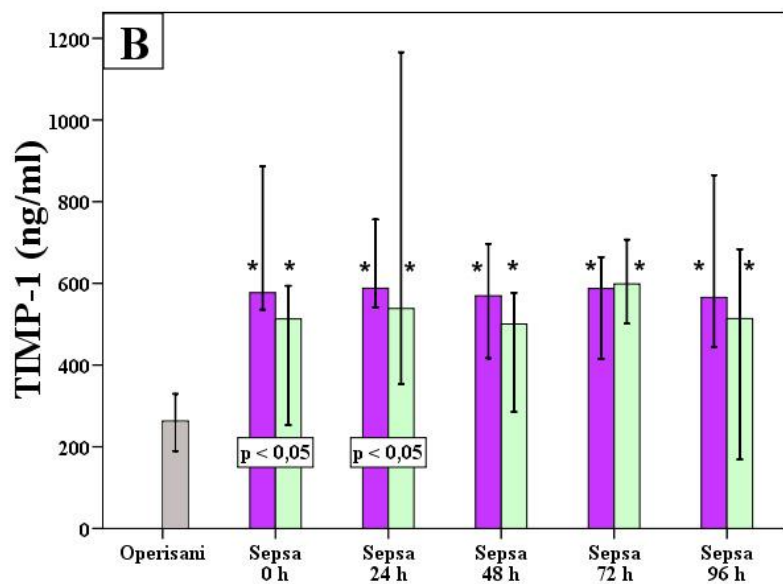 B
TIMP-1 (ng/ml)
1200
1000
800
600
400
200
0
* * * * * * * * * *
p < 0,05 p < 0,05
Operisani Sepsa Sepsa Sepsa Sepsa Sepsa
0 h 24 h 48 h 72 h 96 h